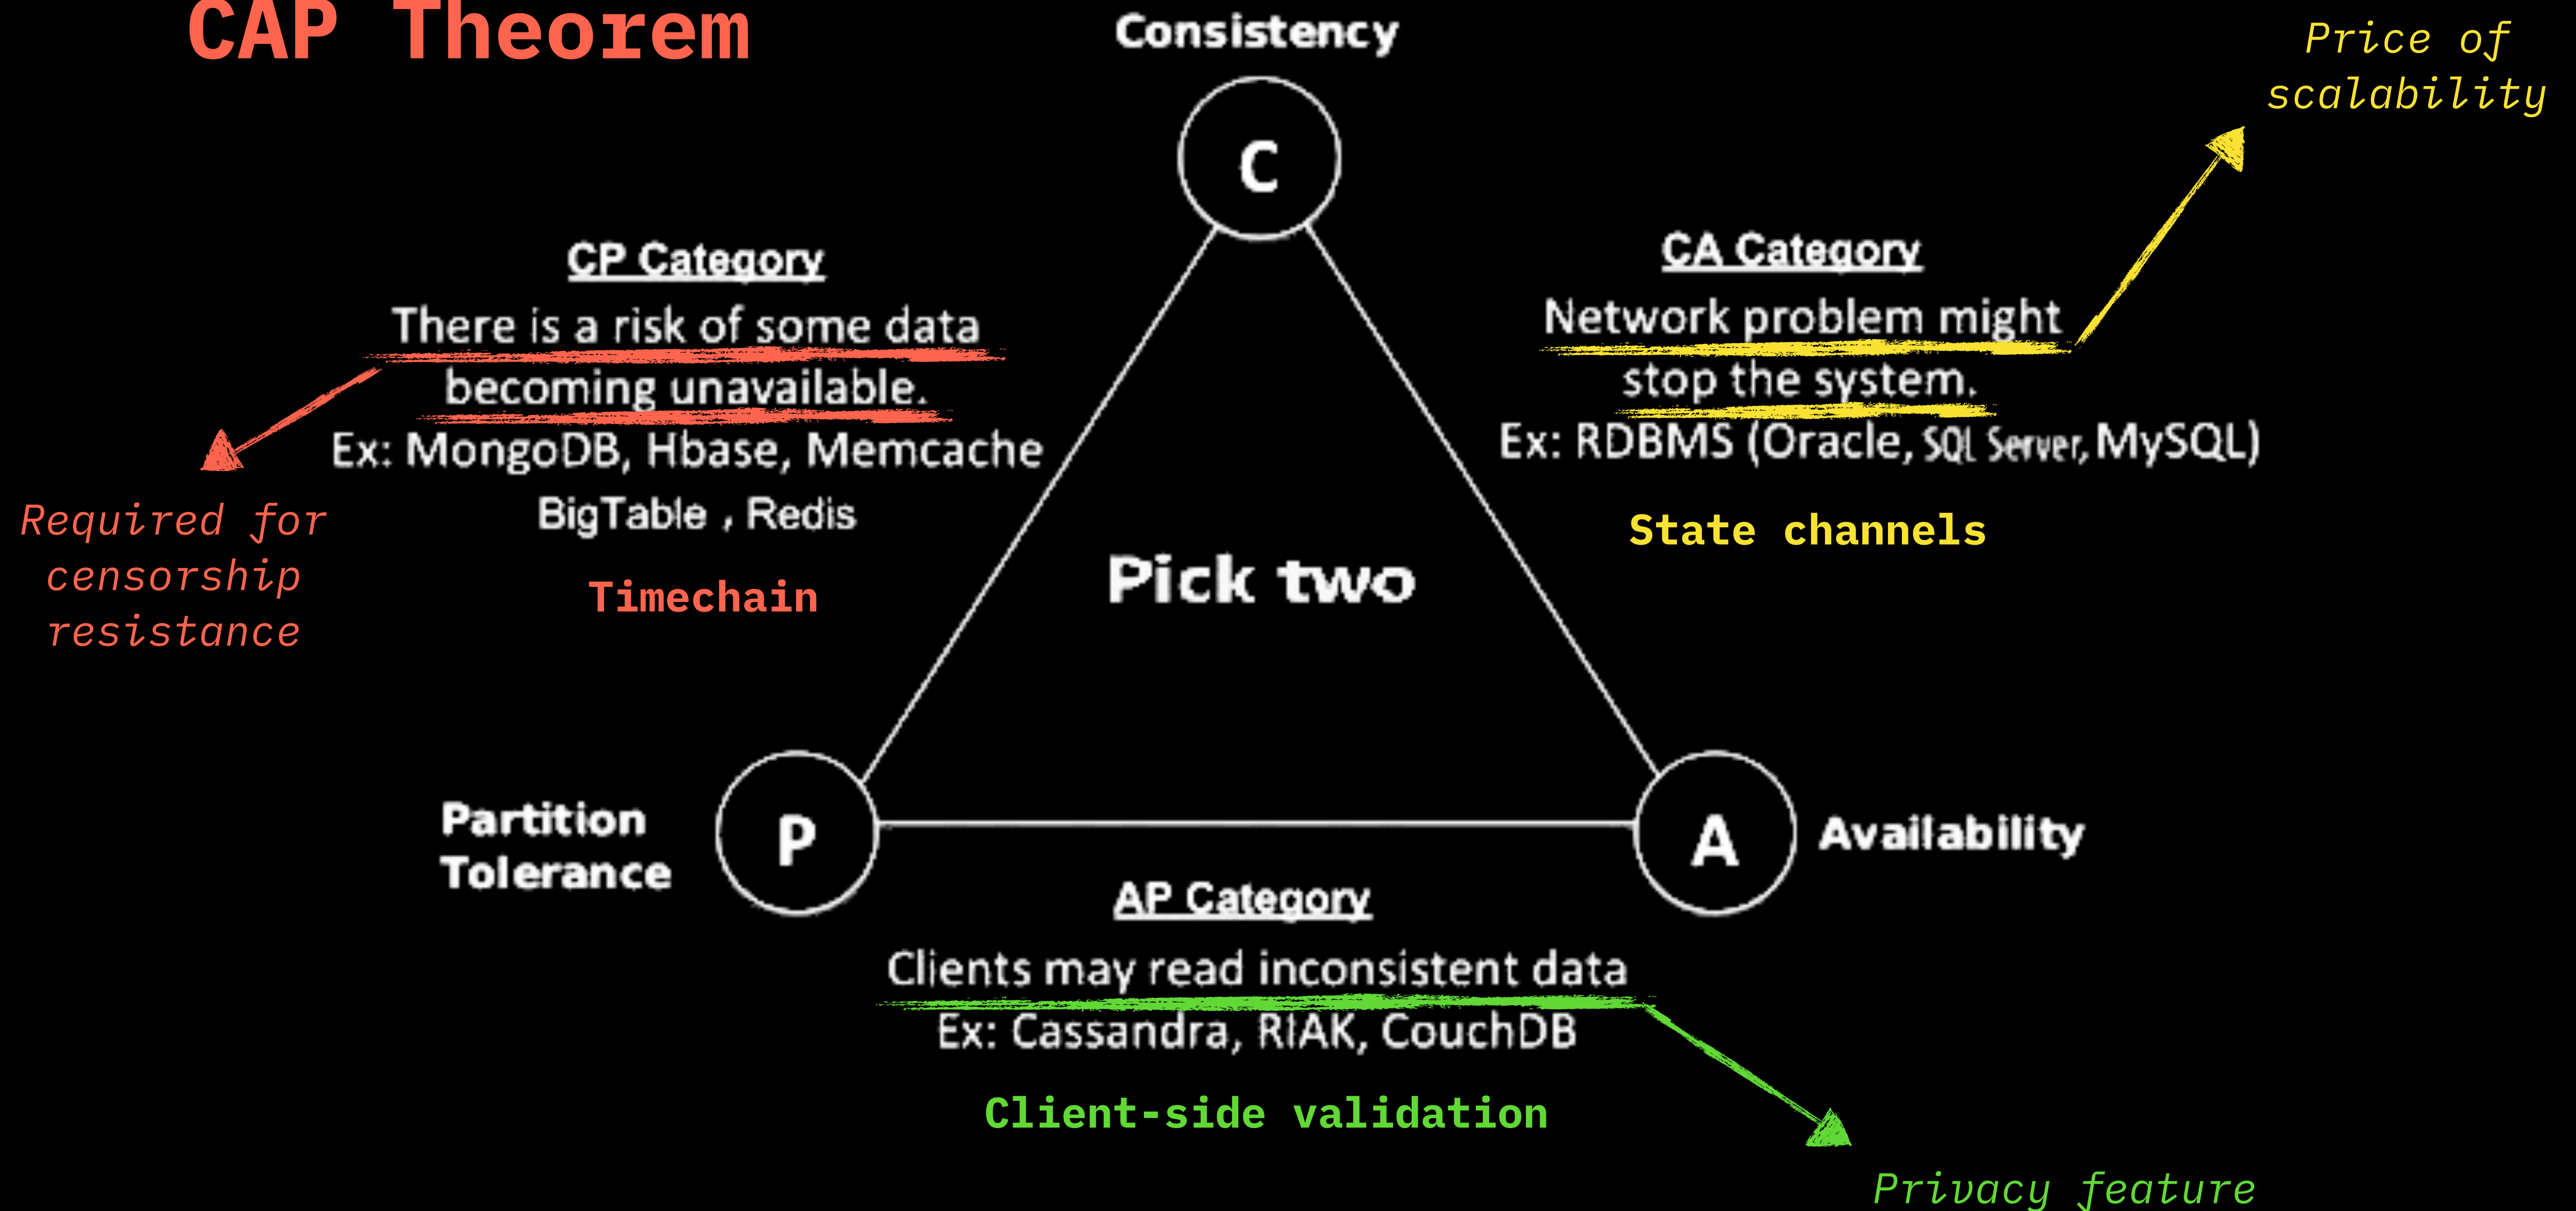 CAP Theorem
Consistency
C
Price of
scalability
CP Category
There is a risk of some data
becoming unavailable.
Ex: MongoDB, Hbase, Memcache
BigTable , Redis
Timechain
Required for
censorship
resistance
CA Category
Network problem might
stop the system.
Ex: RDBMS (Oracle, SQL Server, MySQL)
State channels
Pick two
Partition
Tolerance
P
A
Availability
AP Category
Clients may read inconsistent data
Ex: Cassandra, RIAK, CouchDB
Client-side validation
Privacy feature